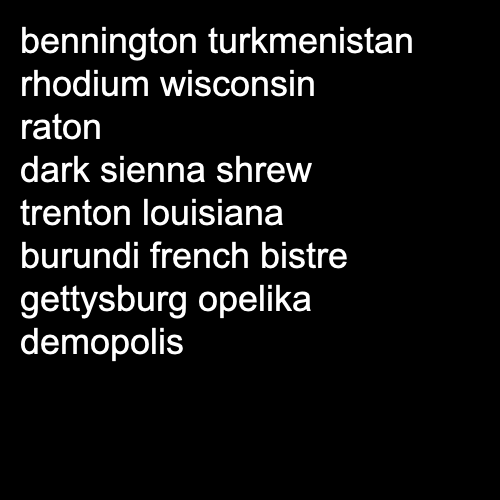 bennington turkmenistan
rhodium wisconsin
raton
dark sienna shrew
trenton louisiana
burundi french bistre
gettysburg opelika
demopolis